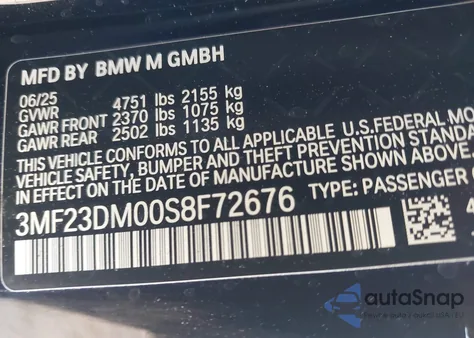 MFD BY BMW M GMBH
06/25
GVWR 4751 lbs 2155 kg
GAWR FRONT 2370 lbs 1075 kg
GAWR REAR 2502 lbs 1135 kg
THIS VEHICLE CONFORMS TO ALL APPLICABLE U.S.FEDERAL MO
VEHICLE SAFETY, BUMPER AND THEFT PREVENTION STANDA
IN EFFECT ON THE DATE OF MANUFACTURE SHOWN ABOVE.
3MF23DM00S8F72676 TYPE: PASSENGER
autoSnap